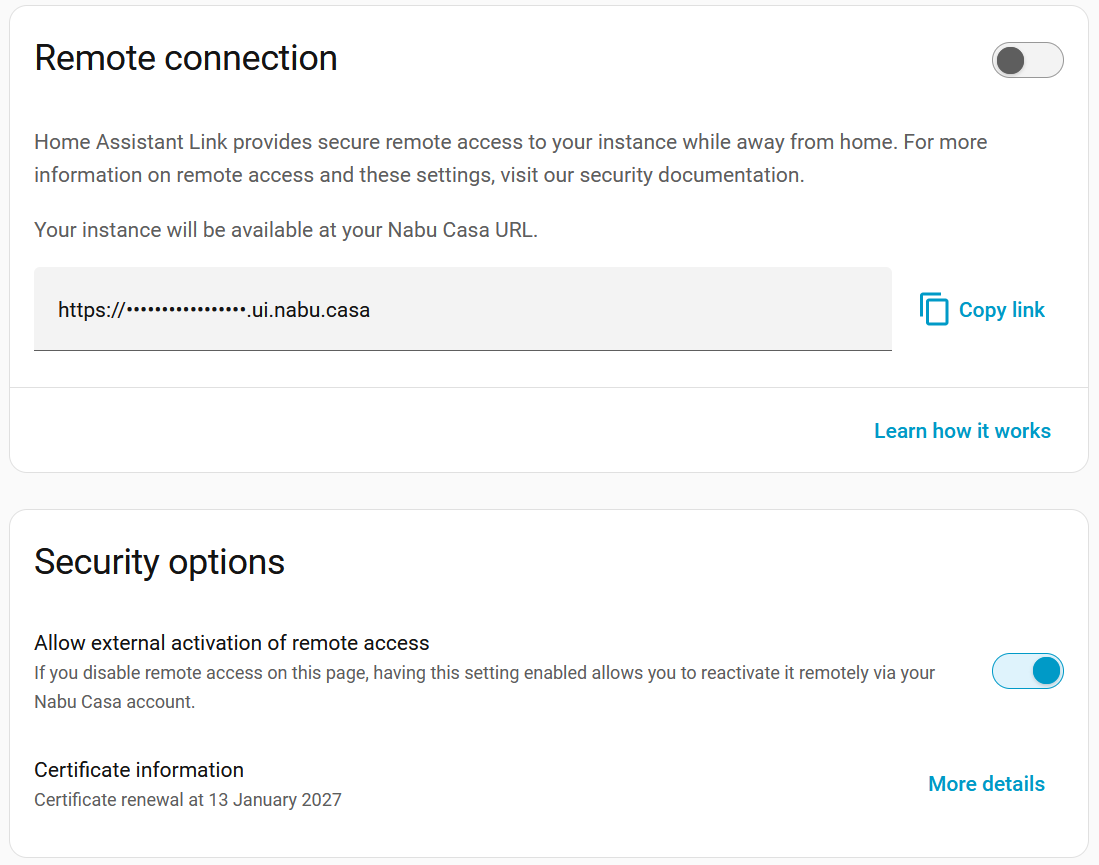 Remote connection
Home Assistant Link provides secure remote access to your instance while away from home. For more
information on remote access and these settings, visit our security documentation.
Your instance will be available at your Nabu Casa URL.
https://••••••••••••••••.ui.nabu.casa
Copy link
Learn how it works
Security options
Allow external activation of remote access
If you disable remote access on this page, having this setting enabled allows you to reactivate it remotely via your
Nabu Casa account.
Certificate information
Certificate renewal at 13 January 2027
More details